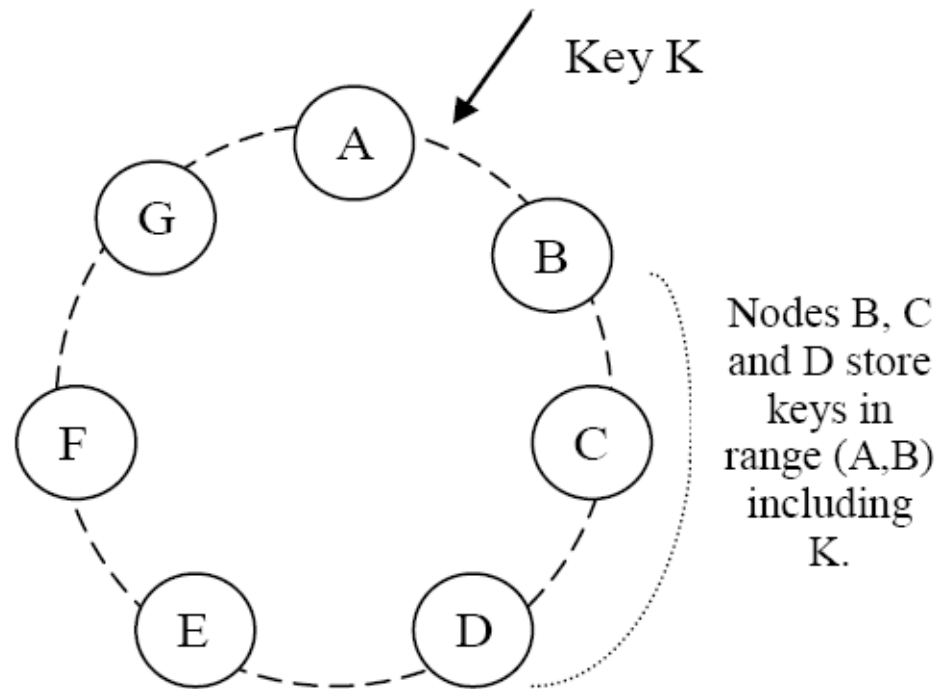 Key K
A
G
B
Nodes B, C
and D store
keys in
range (A,B)
including
K.
F
C
E
D